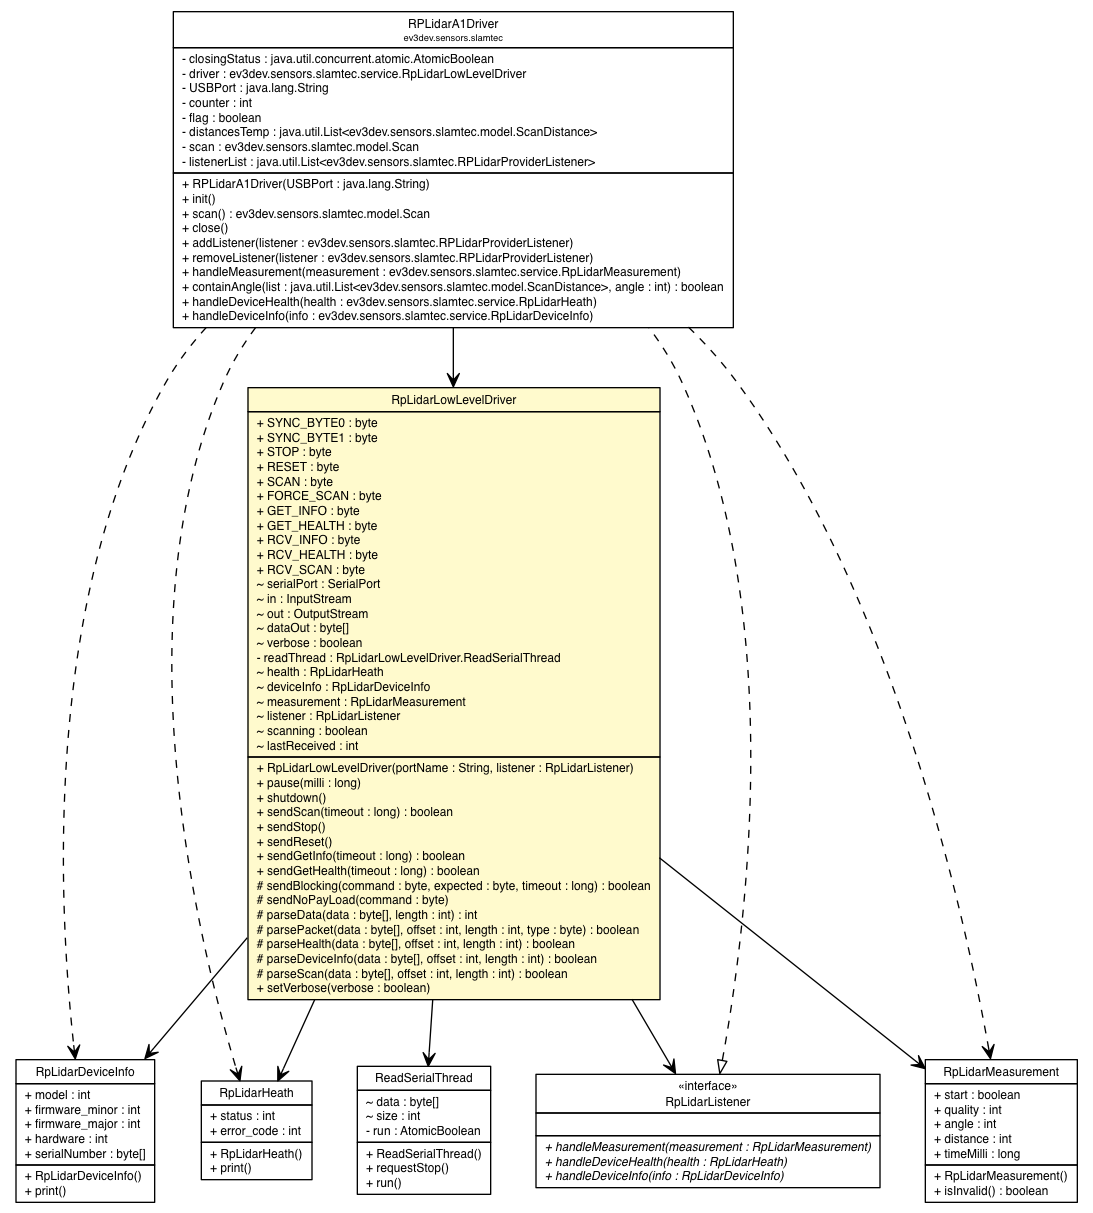 RPLidarA1Driver
ev3dev.sensors.slamtec
- closingStatus : java.util.concurrent.atomic.AtomicBoolean
- driver : ev3dev.sensors.slamtec.service.RpLidarLowLevelDriver
- USBPort : java.lang.String
- counter : int
- flag : boolean
- distancesTemp : java.util.List<ev3dev.sensors.slamtec.model.ScanDistance>
- scan : ev3dev.sensors.slamtec.model.Scan
- listenerList : java.util.List<ev3dev.sensors.slamtec.RPLidarProviderListener>
+ RPLidarA1Driver(USBPort : java.lang.String)
+ init()
+ scan() : ev3dev.sensors.slamtec.model.Scan
+ close()
+ addListener(listener : ev3dev.sensors.slamtec.RPLidarProviderListener)
+ removeListener(listener : ev3dev.sensors.slamtec.RPLidarProviderListener)
+ handleMeasurement(measurement : ev3dev.sensors.slamtec.service.RpLidarMeasurement)
+ containAngle(list : java.util.List<ev3dev.sensors.slamtec.model.ScanDistance>, angle : int) : boolean
+ handleDeviceHealth(health : ev3dev.sensors.slamtec.service.RpLidarHeath)
+ handleDeviceInfo(info : ev3dev.sensors.slamtec.service.RpLidarDeviceInfo)
RpLidarLowLevelDriver
+ SYNC_BYTE0 : byte
+ SYNC_BYTE1 : byte
+ STOP : byte
+ RESET : byte
+ SCAN : byte
+ FORCE_SCAN : byte
+ GET_INFO : byte
+ GET_HEALTH : byte
+ RCV_INFO : byte
+ RCV_HEALTH : byte
+ RCV_SCAN : byte
~ serialPort : SerialPort
~ in : InputStream
~ out : OutputStream
~ dataOut : byte[]
~ verbose : boolean
- readThread : RpLidarLowLevelDriver.ReadSerialThread
~ health : RpLidarHeath
~ deviceInfo : RpLidarDeviceInfo
~ measurement : RpLidarMeasurement
~ listener : RpLidarListener
~ scanning : boolean
~ lastReceived : int
+ RpLidarLowLevelDriver(portName : String, listener : RpLidarListener)
+ pause(milli : long)
+ shutdown()
+ sendScan(timeout : long) : boolean
+ sendStop()
+ sendReset()
+ sendGetInfo(timeout : long) : boolean
+ sendGetHealth(timeout : long) : boolean
# sendBlocking(command : byte, expected : byte, timeout : long) : boolean
# sendNoPayLoad(command : byte)
# parseData(data : byte[], length : int) : int
# parsePacket(data : byte[], offset : int, length : int, type : byte) : boolean
# parseHealth(data : byte[], offset : int, length : int) : boolean
# parseDeviceInfo(data : byte[], offset : int, length : int) : boolean
# parseScan(data : byte[], offset : int, length : int) : boolean
+ setVerbose(verbose : boolean)
RpLidarDeviceInfo
+ model : int
+ firmware_minor : int
+ firmware_major : int
+ hardware : int
+ serialNumber : byte[]
+ RpLidarDeviceInfo()
+ print()
RpLidarHeath
+ status : int
+ error_code : int
+ RpLidarHeath()
+ print()
ReadSerialThread
~ data : byte[]
~ size : int
- run : AtomicBoolean
+ ReadSerialThread()
+ requestStop()
+ run()
«interface»
RpLidarListener
+ handleMeasurement(measurement : RpLidarMeasurement)
+ handleDeviceHealth(health : RpLidarHeath)
+ handleDeviceInfo(info : RpLidarDeviceInfo)
RpLidarMeasurement
+ start : boolean
+ quality : int
+ angle : int
+ distance : int
+ timeMilli : long
+ RpLidarMeasurement()
+ isInvalid() : boolean